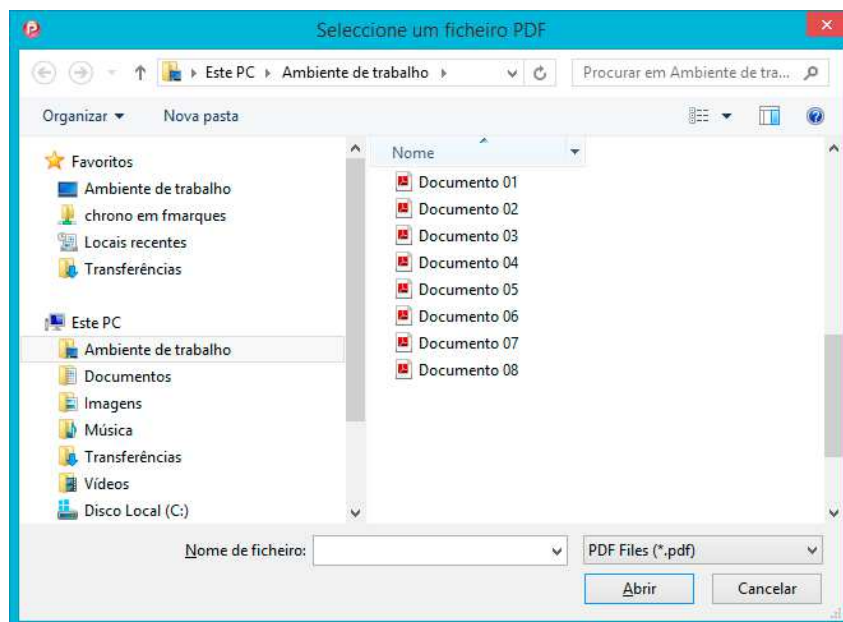 Seleccione um ficheiro PDF
Este PC
Ambiente de trabalho
Procurar em Ambiente de tra...
Organizar
Nova pasta
Favoritos
Ambiente de trabalho
chrono em fmarques
Locais recentes
Transferências
Este PC
Ambiente de trabalho
Documentos
Imagens
Música
Transferências
Vídeos
Disco Local (C:)
Nome
Documento 01
Documento 02
Documento 03
Documento 04
Documento 05
Documento 06
Documento 07
Documento 08
Nome de ficheiro:
PDF Files (*.pdf)
Abrir
Cancelar